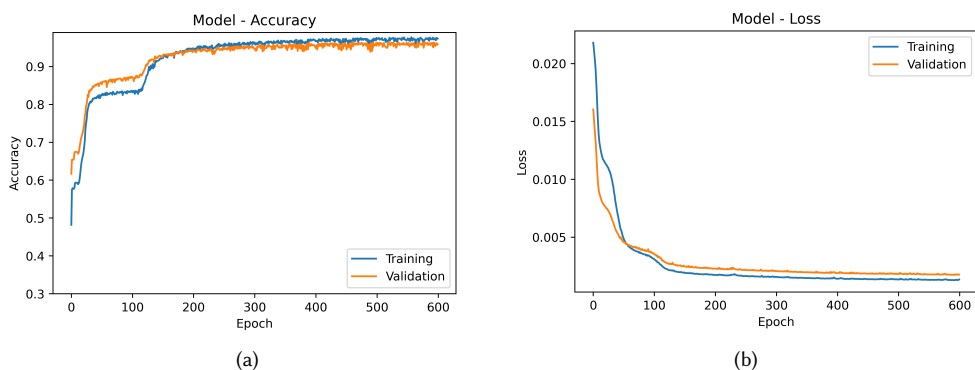 Model - Accuracy
0.9
0.8
0.7
0.6
0.5
0.4
0.3
Accuracy
0 100 200 300 400 500 600
Epoch
Training
Validation
(a)
Model - Loss
0.020
0.015
0.010
0.005
Loss
0 100 200 300 400 500 600
Epoch
Training
Validation
(b)